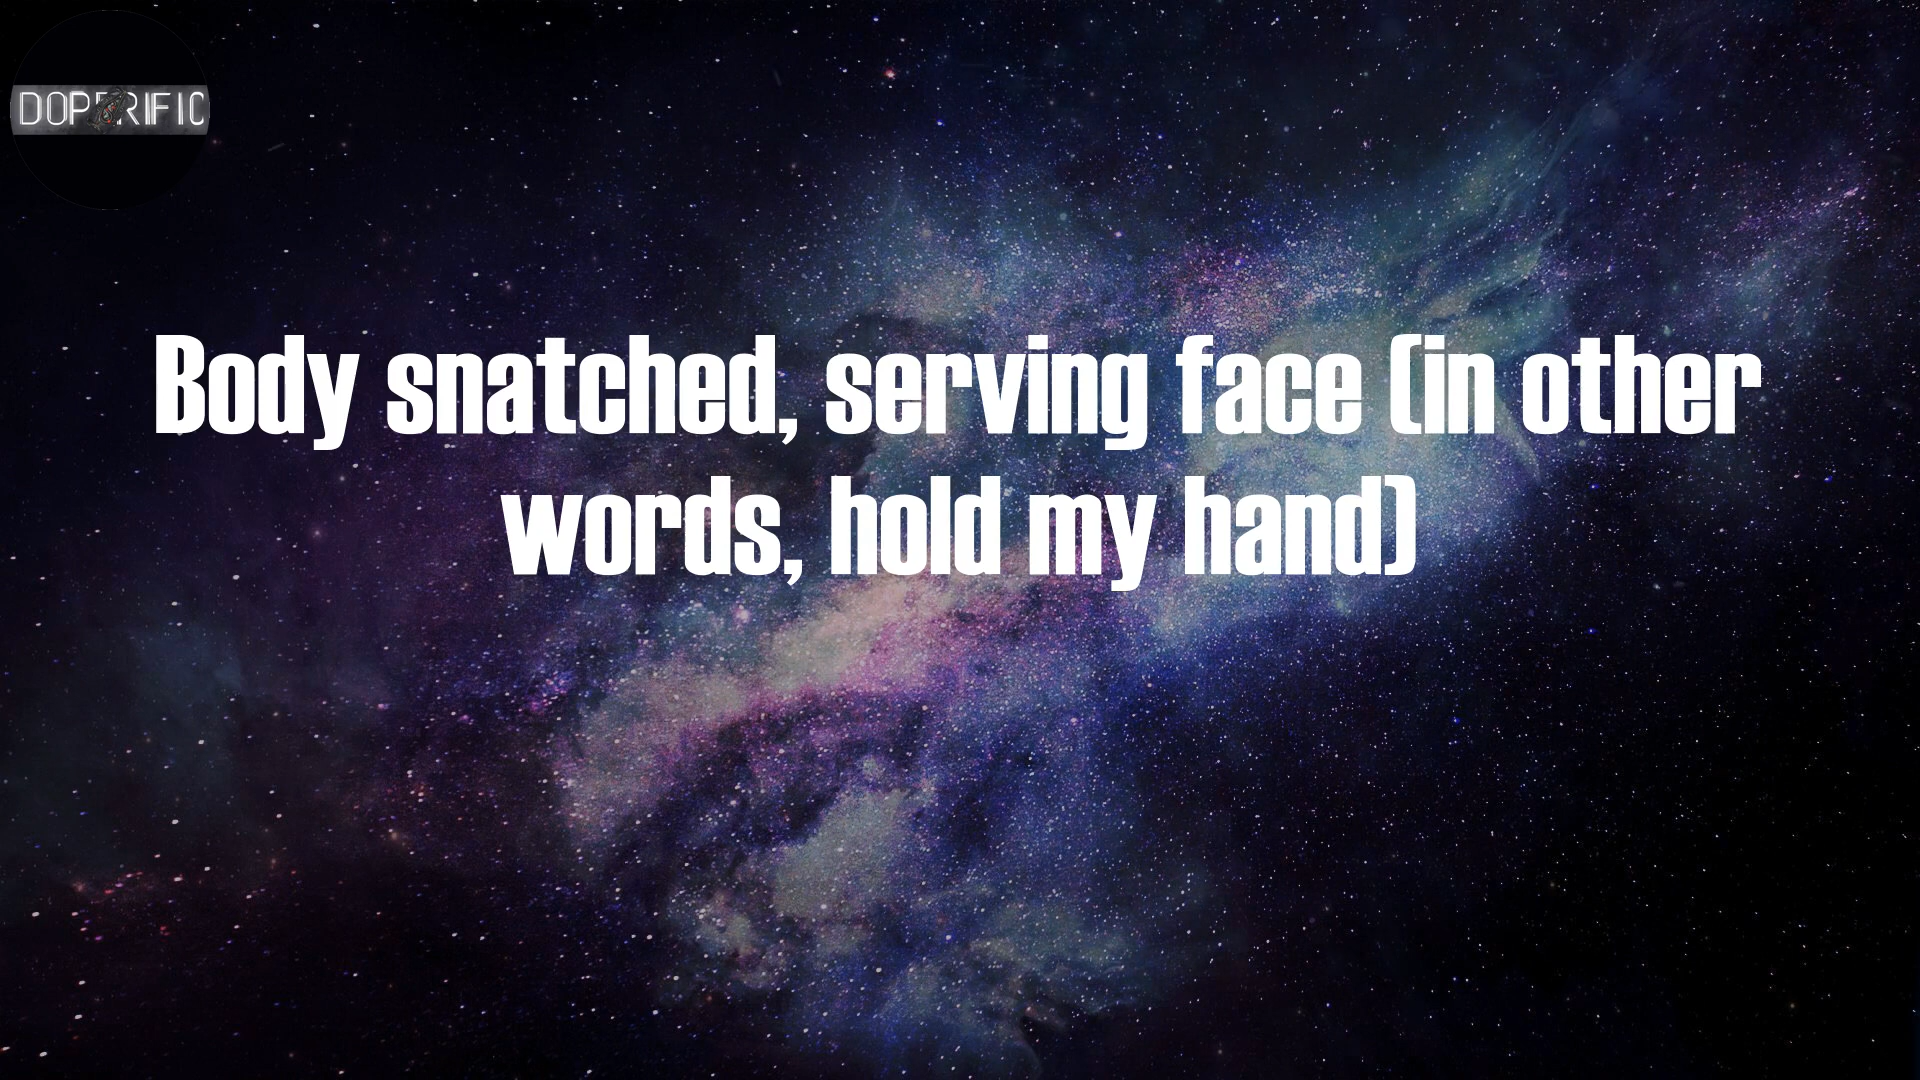 DOPERIFIC
Body snatched, serving face (in other
words, hold my hand)